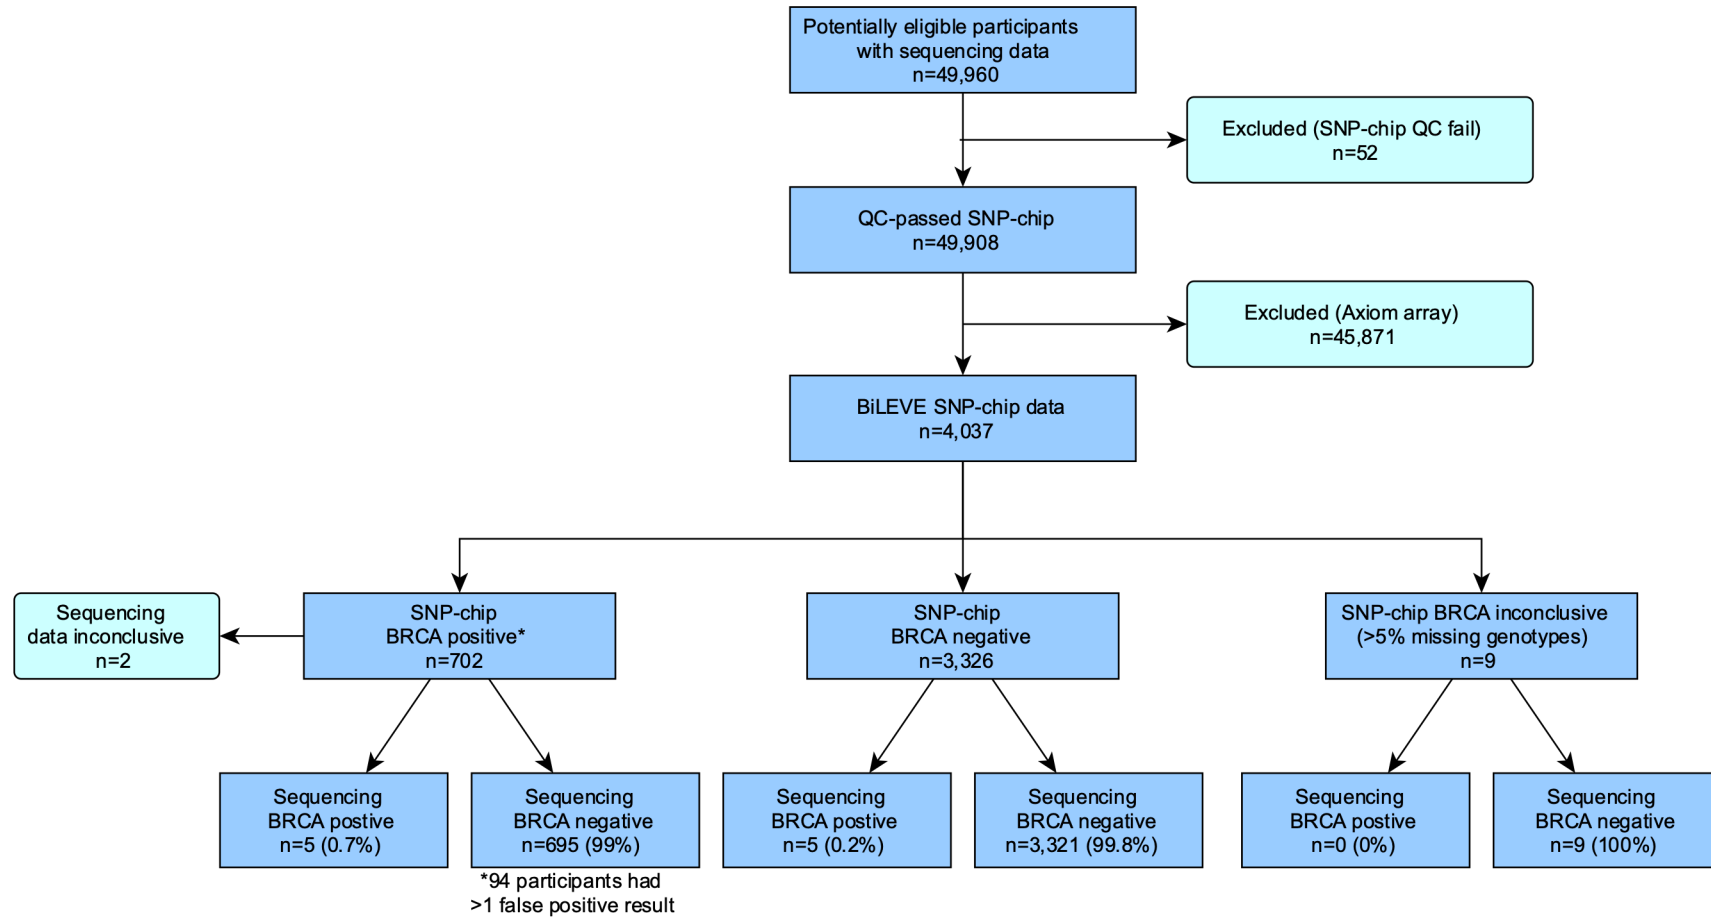 Potentially eligible participants
with sequencing data
n=49,960
Excluded (SNP-chip QC fail)
n=52
QC-passed SNP-chip
n=49,908
Excluded (Axiom array)
n=45,871
BiLEVE SNP-chip data
n=4,037
Sequencing
data inconclusive
n=2
SNP-chip
BRCA positive*
n=702
SNP-chip
BRCA negative
n=3,326
SNP-chip BRCA inconclusive
(>5% missing genotypes)
n=9
Sequencing
BRCA postive
n=5 (0.7%)
Sequencing
BRCA negative
n=695 (99%)
*94 participants had
>1 false positive result
Sequencing
BRCA postive
n=5 (0.2%)
Sequencing
BRCA negative
n=3,321 (99.8%)
Sequencing
BRCA postive
n=0 (0%)
Sequencing
BRCA negative
n=9 (100%)